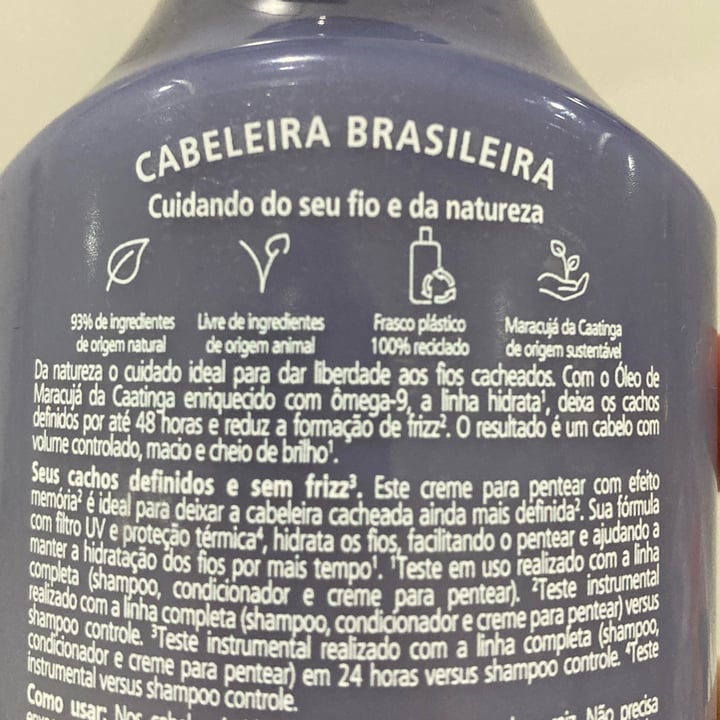 CABELEIRA BRASILEIRA
Cuidando do seu fio e da natureza
93% de ingredientes
de origem natural
Livre de ingredientes
de origem animal
Frasco plástico
100% reciclado
Maracujá da Caatinga
de origem sustentável
Da natureza o cuidado ideal para dar liberdade aos fios cacheados. Com o Óleo de
Maracujá da Caatinga enriquecido com ômega-9, a linha hidrata¹, deixa os cachos
definidos por até 48 horas e reduz a formação de frizz². O resultado é um cabelo com
volume controlado, macio e cheio de brilho¹.
Seus cachos definidos e sem frizz³. Este creme para pentear com efeito
memória² é ideal para deixar a cabeleira cacheada ainda mais definida². Sua fórmula
com filtro UV e proteção térmica⁴, hidrata os fios, facilitando o pentear e ajudando a
manter a hidratação dos fios por mais tempo¹. ¹Teste em uso realizado com a linha
completa (shampoo, condicionador e creme para pentear). ²Teste instrumental
realizado com a linha completa (shampoo, condicionador e creme para pentear) versus
shampoo controle. ³Teste instrumental realizado com a linha completa (shampoo,
condicionador e creme para pentear) em 24 horas versus shampoo controle. ⁴Teste
instrumental versus shampoo controle.
Como usar: Nos Não precisa